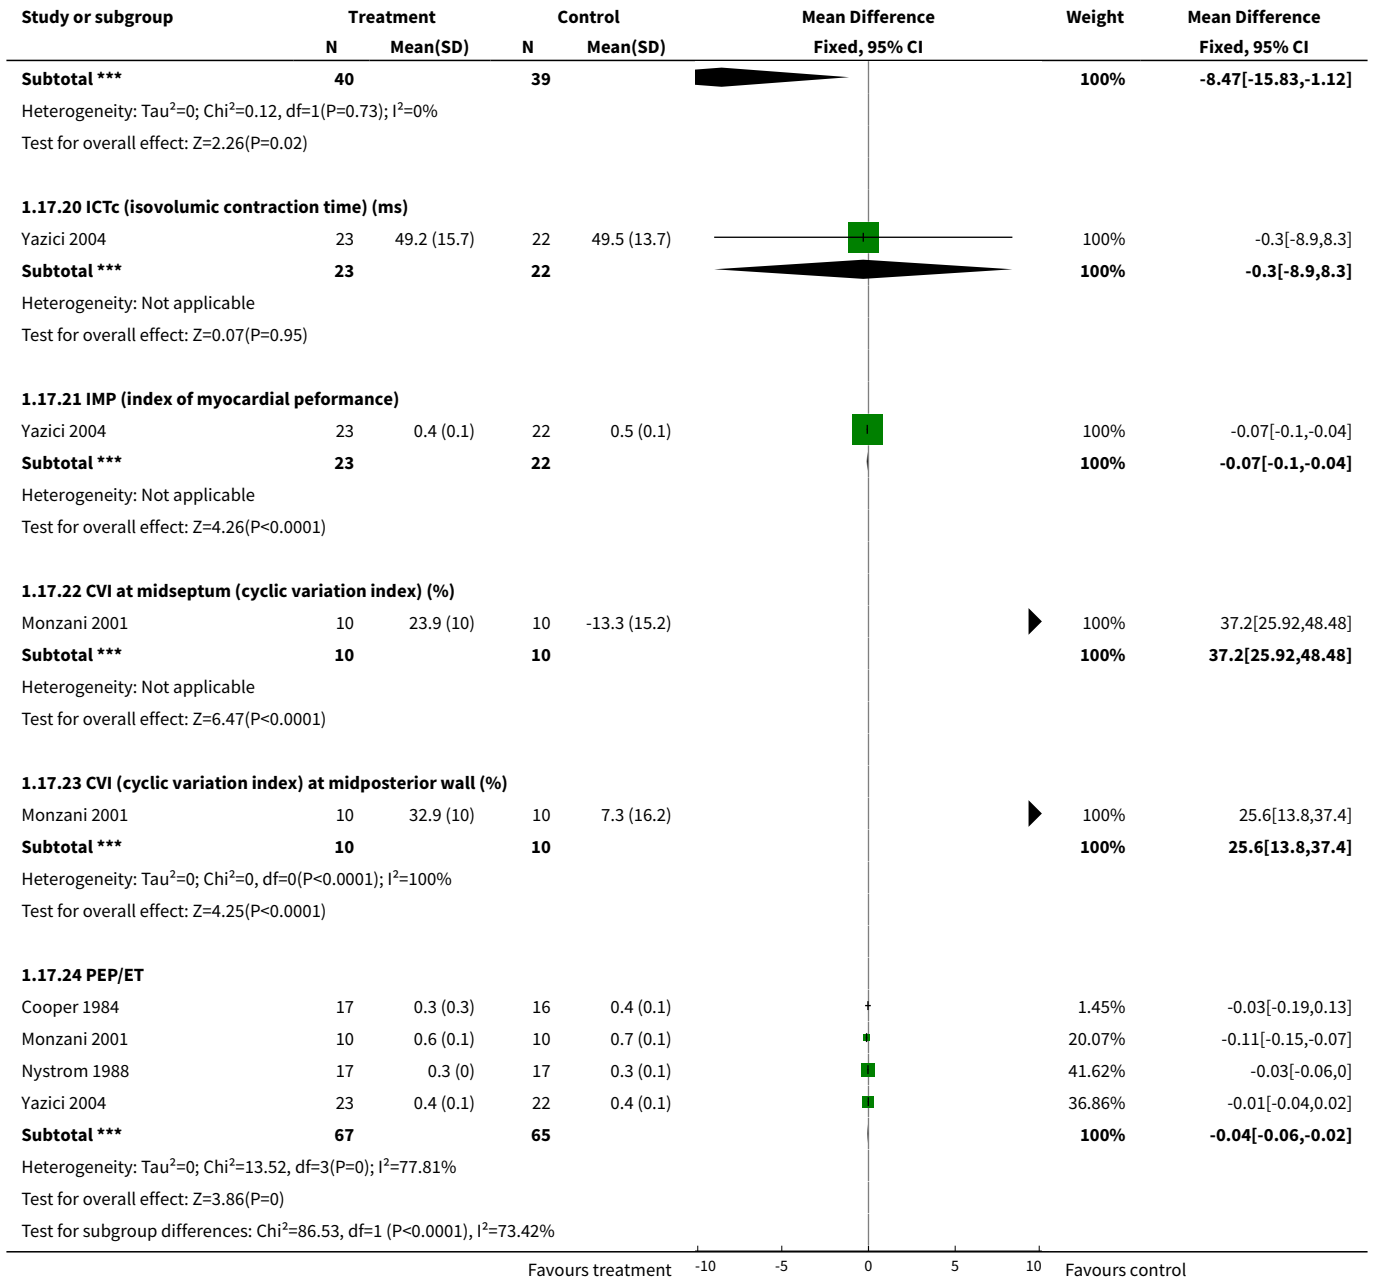 Study or subgroup Treatment Control Mean Difference Weight Mean Difference
N Mean(SD) N Mean(SD) Fixed, 95% CI Fixed, 95% CI
Subtotal *** 40 39 100% -8.47[-15.83,-1.12]
Heterogeneity: Tau²=0; Chi²=0.12, df=1(P=0.73); I²=0%
Test for overall effect: Z=2.26(P=0.02)
1.17.20 ICTc (isovolumic contraction time) (ms)
Yazici 2004 23 49.2 (15.7) 22 49.5 (13.7) 100% -0.3[-8.9,8.3]
Subtotal *** 23 22 100% -0.3[-8.9,8.3]
Heterogeneity: Not applicable
Test for overall effect: Z=0.07(P=0.95)
1.17.21 IMP (index of myocardial peformance)
Yazici 2004 23 0.4 (0.1) 22 0.5 (0.1) 100% -0.07[-0.1,-0.04]
Subtotal *** 23 22 100% -0.07[-0.1,-0.04]
Heterogeneity: Not applicable
Test for overall effect: Z=4.26(P<0.0001)
1.17.22 CVI at midseptum (cyclic variation index) (%)
Monzani 2001 10 23.9 (10) 10 -13.3 (15.2) 100% 37.2[25.92,48.48]
Subtotal *** 10 10 100% 37.2[25.92,48.48]
Heterogeneity: Not applicable
Test for overall effect: Z=6.47(P<0.0001)
1.17.23 CVI (cyclic variation index) at midposterior wall (%)
Monzani 2001 10 32.9 (10) 10 7.3 (16.2) 100% 25.6[13.8,37.4]
Subtotal *** 10 10 100% 25.6[13.8,37.4]
Heterogeneity: Tau²=0; Chi²=0, df=0(P<0.0001); I²=100%
Test for overall effect: Z=4.25(P<0.0001)
1.17.24 PEP/ET
Cooper 1984 17 0.3 (0.3) 16 0.4 (0.1) 1.45% -0.03[-0.19,0.13]
Monzani 2001 10 0.6 (0.1) 10 0.7 (0.1) 20.07% -0.11[-0.15,-0.07]
Nystrom 1988 17 0.3 (0) 17 0.3 (0.1) 41.62% -0.03[-0.06,0]
Yazici 2004 23 0.4 (0.1) 22 0.4 (0.1) 36.86% -0.01[-0.04,0.02]
Subtotal *** 67 65 100% -0.04[-0.06,-0.02]
Heterogeneity: Tau²=0; Chi²=13.52, df=3(P=0); I²=77.81%
Test for overall effect: Z=3.86(P=0)
Test for subgroup differences: Chi²=86.53, df=1 (P<0.0001), I²=73.42%
Favours treatment -10 -5 0 5 10 Favours control